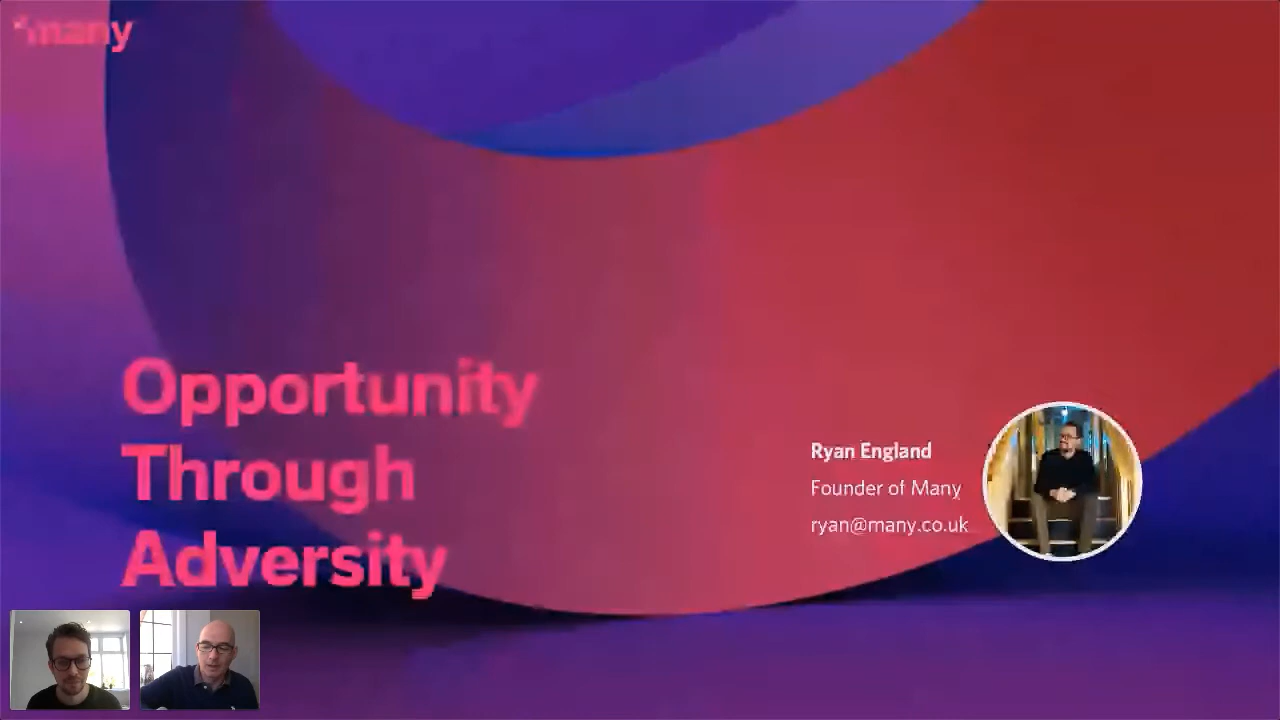 many
Opportunity
Through
Adversity
Ryan England
Founder of Many
ryan@many.co.uk